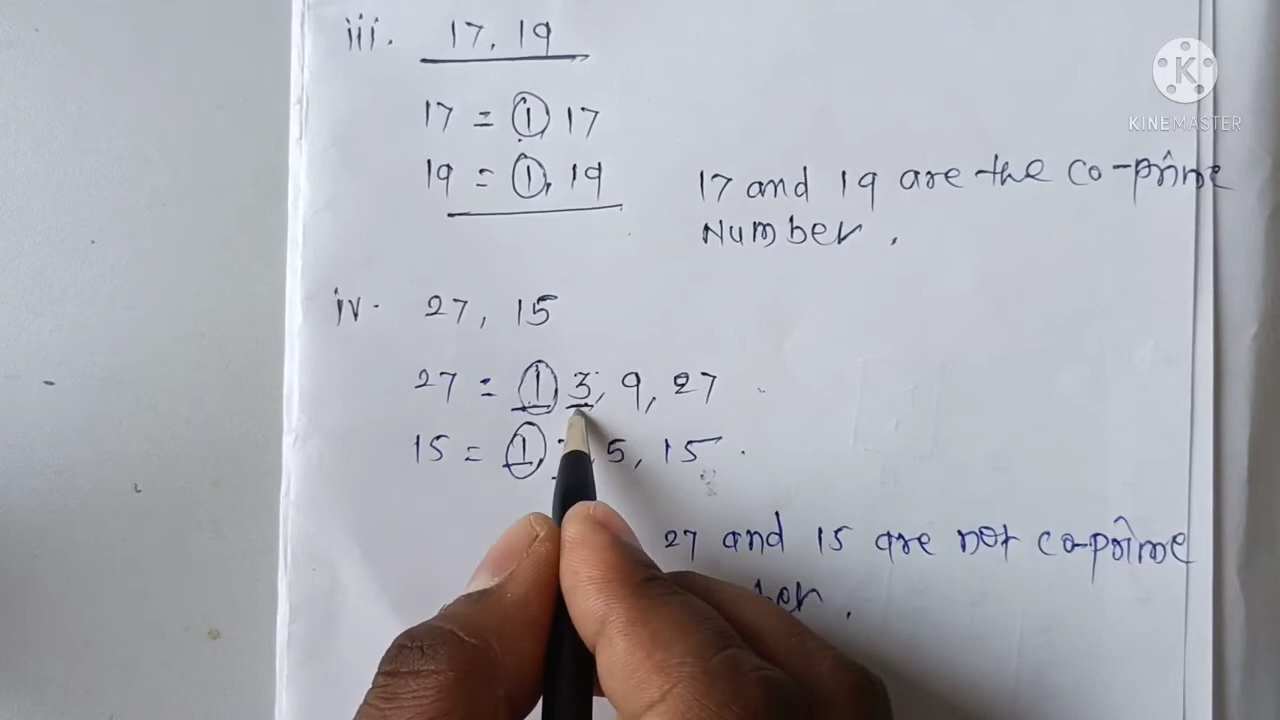 iii. 17, 19
17 = 1 17
19 = 1, 19
17 and 19 are the co-prime
Number.
iv. 27, 15
27 = 1 3, 9, 27
15 = 1 , 5, 15.
27 and 15 are not co-prime
KINEMASTER